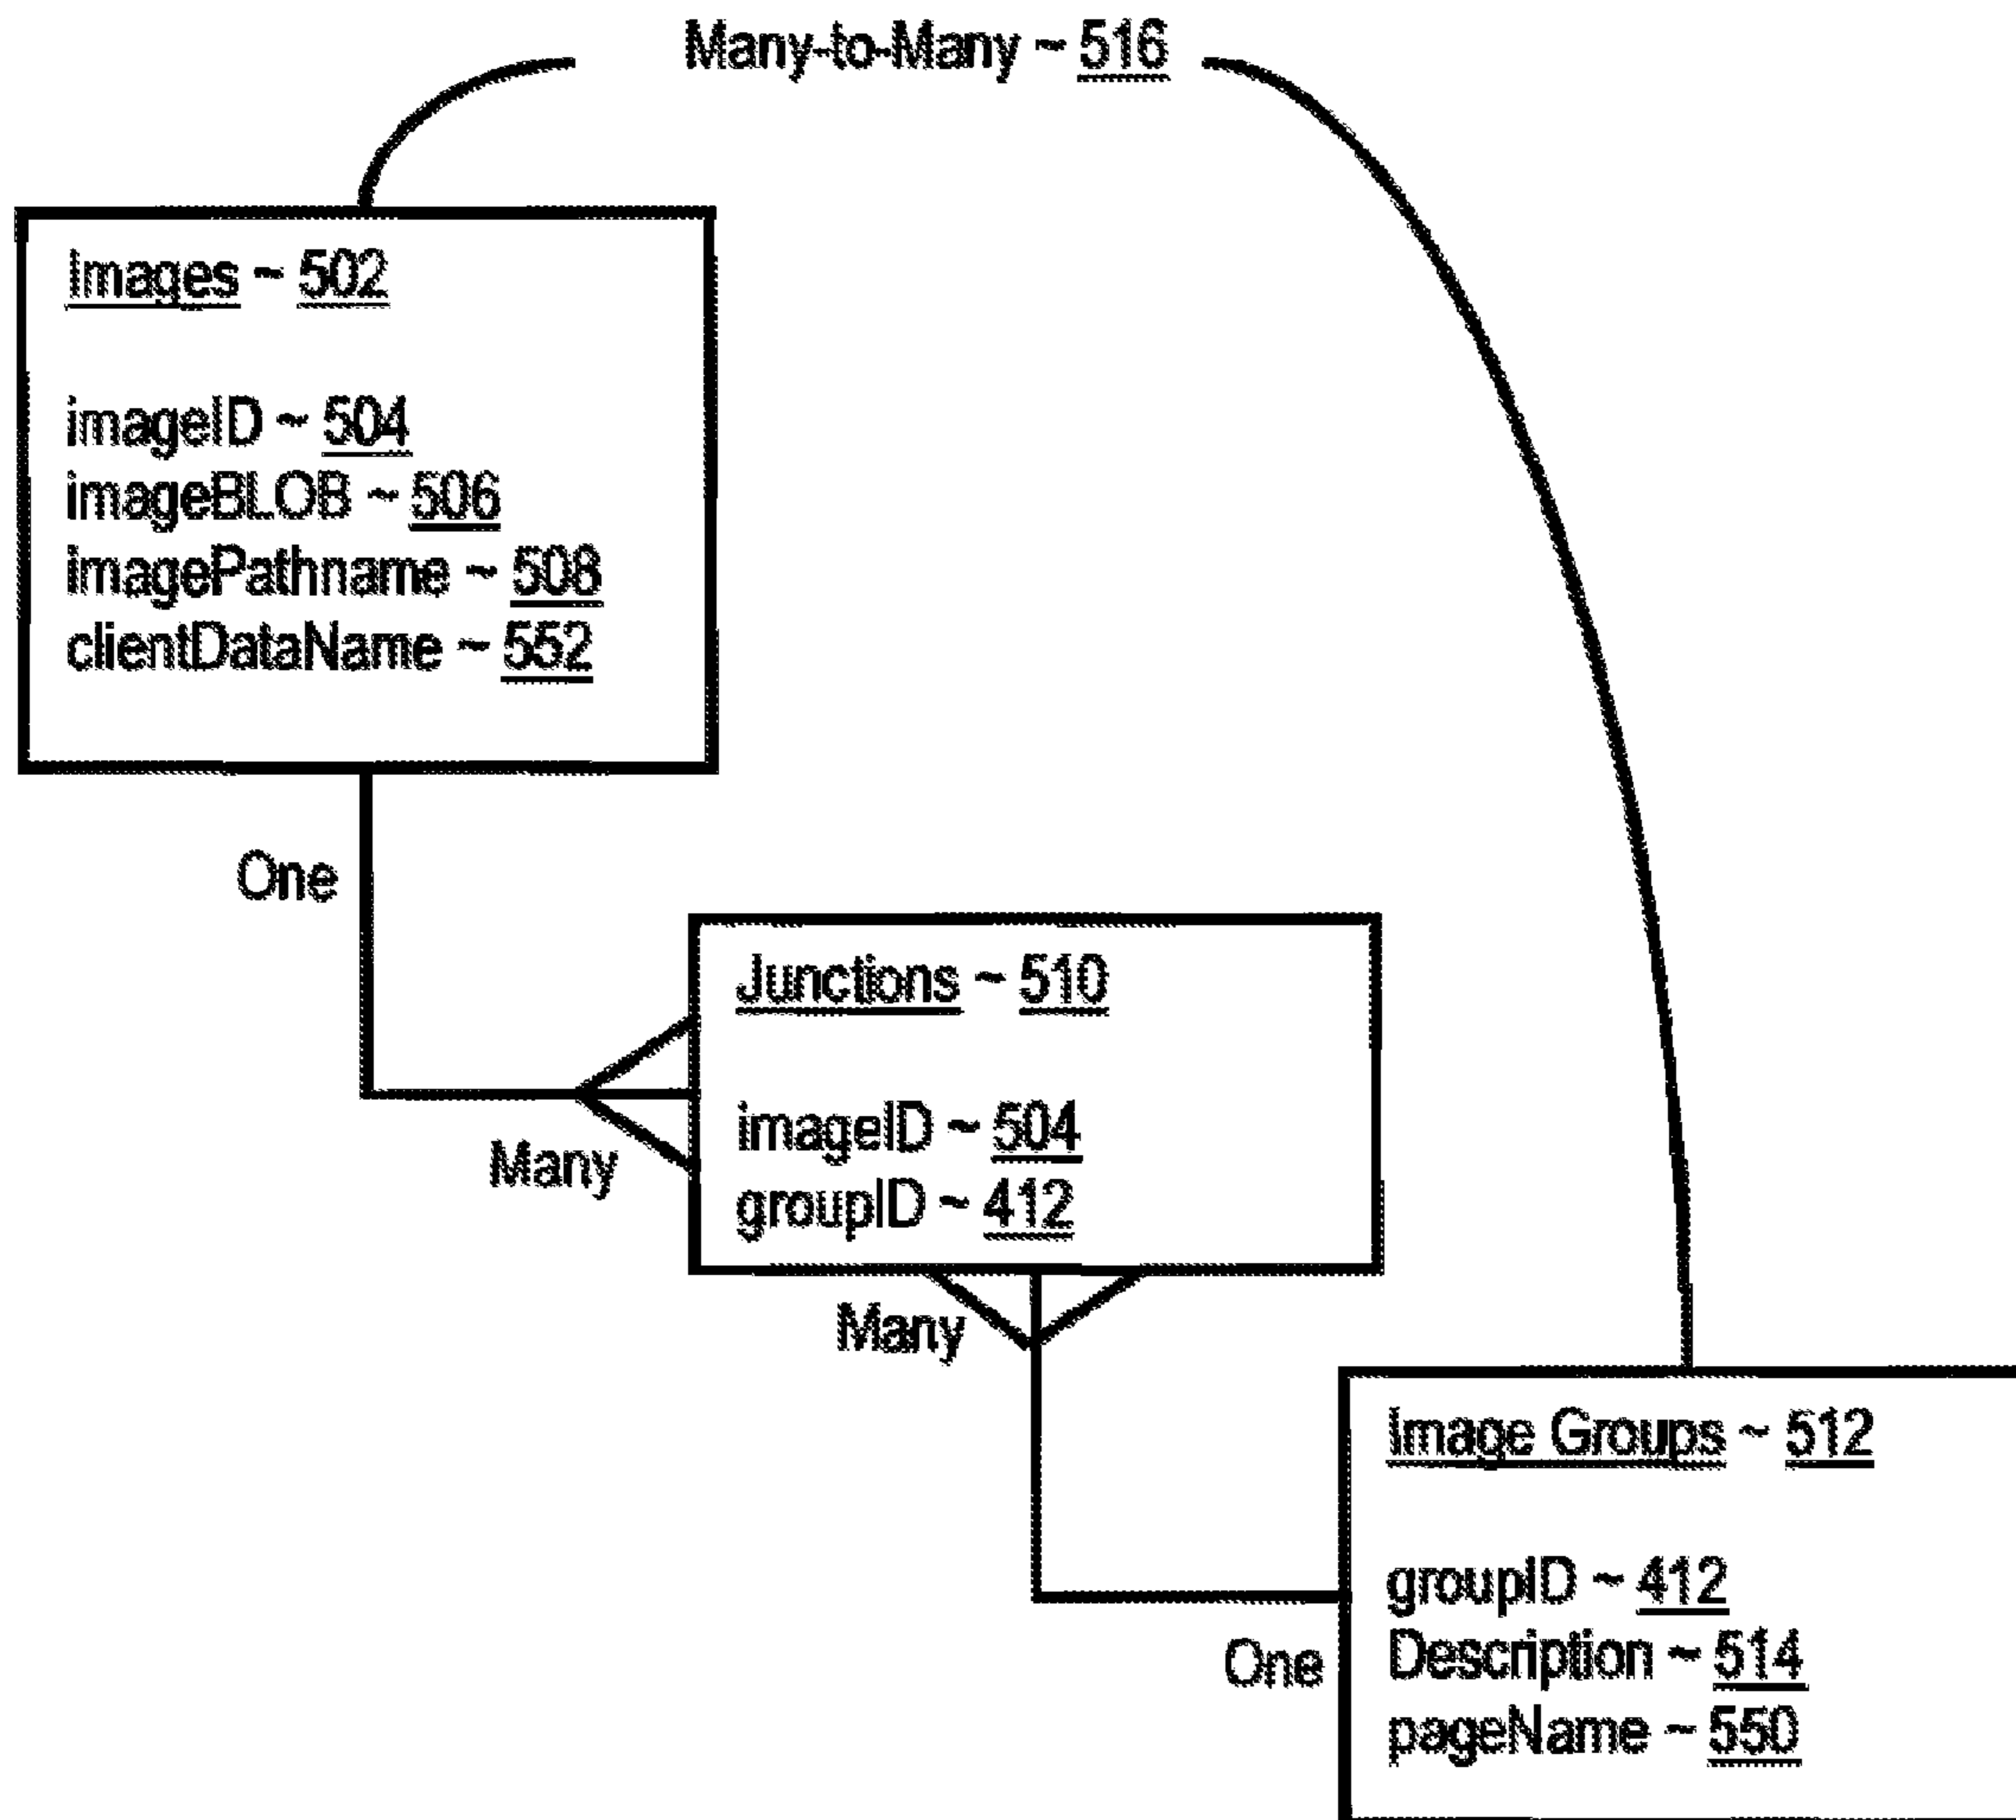 Many-to-Many ~ 516
Images ~ 502
imageID ~ 504
imageBLOB ~ 506
imagePathname ~ 508
clientDataName ~ 552
One
Many
Junctions ~ 510
imageID ~ 504
groupID ~ 412
Many
One
Image Groups ~ 512
groupID ~ 412
Description ~ 514
pageName ~ 550